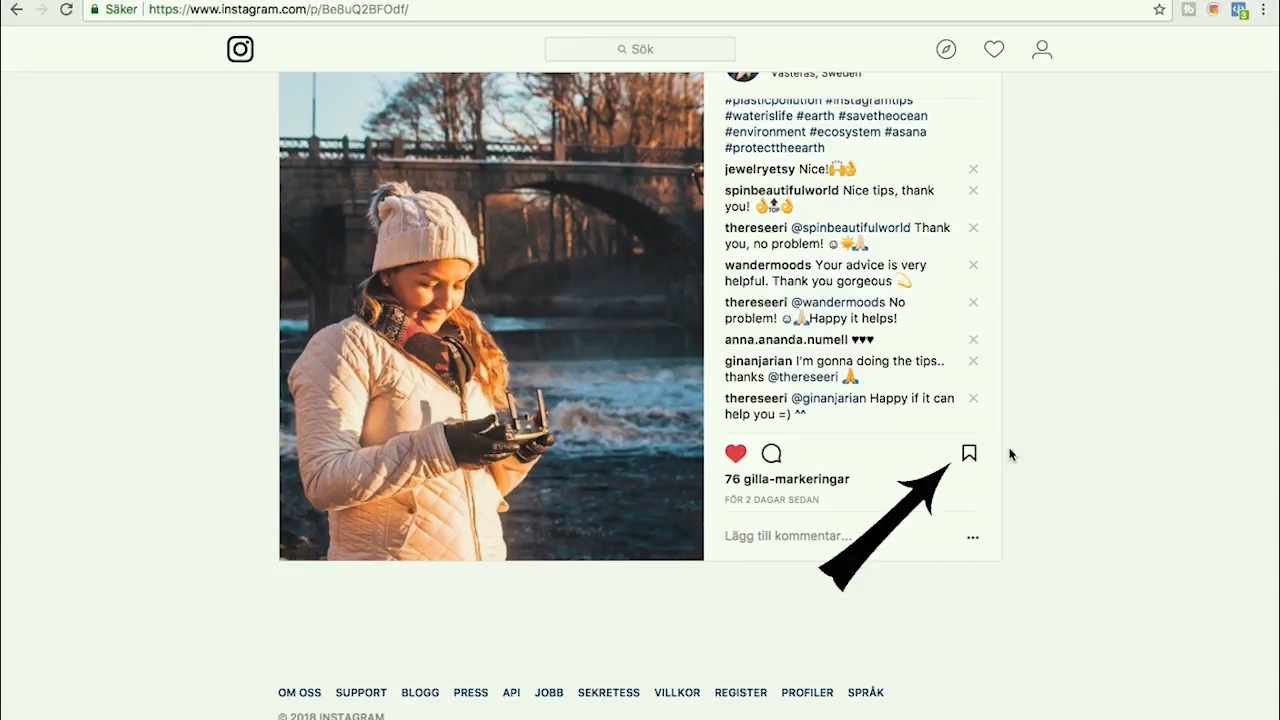 Säker
https://www.instagram.com/p/Be8uQ2BFOdf/
3
Sök
Västerås, Sweden
#plasticpollution #instagramtips
#waterislife #earth #savetheocean
#environment #ecosystem #asana
#protecttheearth
jewelryetsy Nice!🙌👌
spinbeautifulworld Nice tips, thank
you! 👌🔝👌
thereseeri @spinbeautifulworld Thank
you, no problem! ☺☀🙏🏼
wandermoods Your advice is very
helpful. Thank you gorgeous 💫
thereseeri @wandermoods No
problem! ☺🙏🏼Happy it helps!
anna.ananda.numell ♥♥♥
ginanjarian I'm gonna doing the tips..
thanks @thereseeri 🙏
thereseeri @ginanjarian Happy if it can
help you =) ^^
76 gilla-markeringar
FÖR 2 DAGAR SEDAN
Lägg till kommentar...
OM OSS SUPPORT BLOGG PRESS API JOBB SEKRETESS VILLKOR REGISTER PROFILER SPRÅK
© 2018 INSTAGRAM